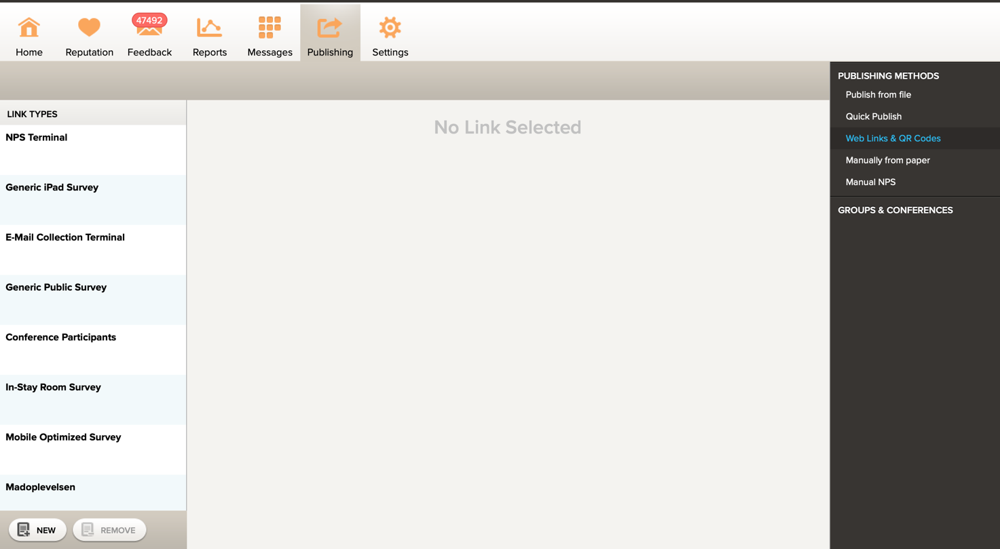 47492
Home
Reputation
Feedback
Reports
Messages
Publishing
Settings
LINK TYPES
NPS Terminal
Generic iPad Survey
E-Mail Collection Terminal
Generic Public Survey
Conference Participants
In-Stay Room Survey
Mobile Optimized Survey
Madoplevelsen
NEW
REMOVE
No Link Selected
PUBLISHING METHODS
Publish from file
Quick Publish
Web Links & QR Codes
Manually from paper
Manual NPS
GROUPS & CONFERENCES